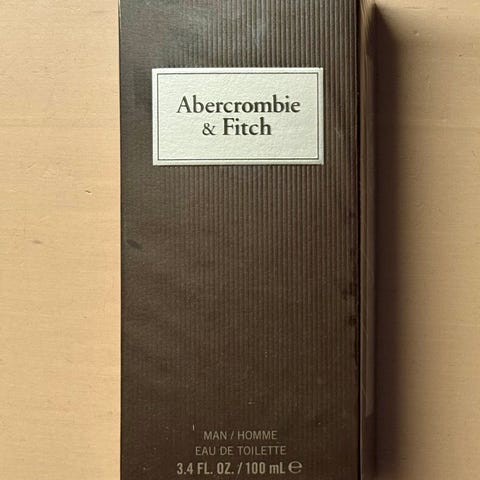 Abercrombie
& Fitch
MAN / HOMME
EAU DE TOILETTE
3.4 FL. OZ. / 100 mL ℮